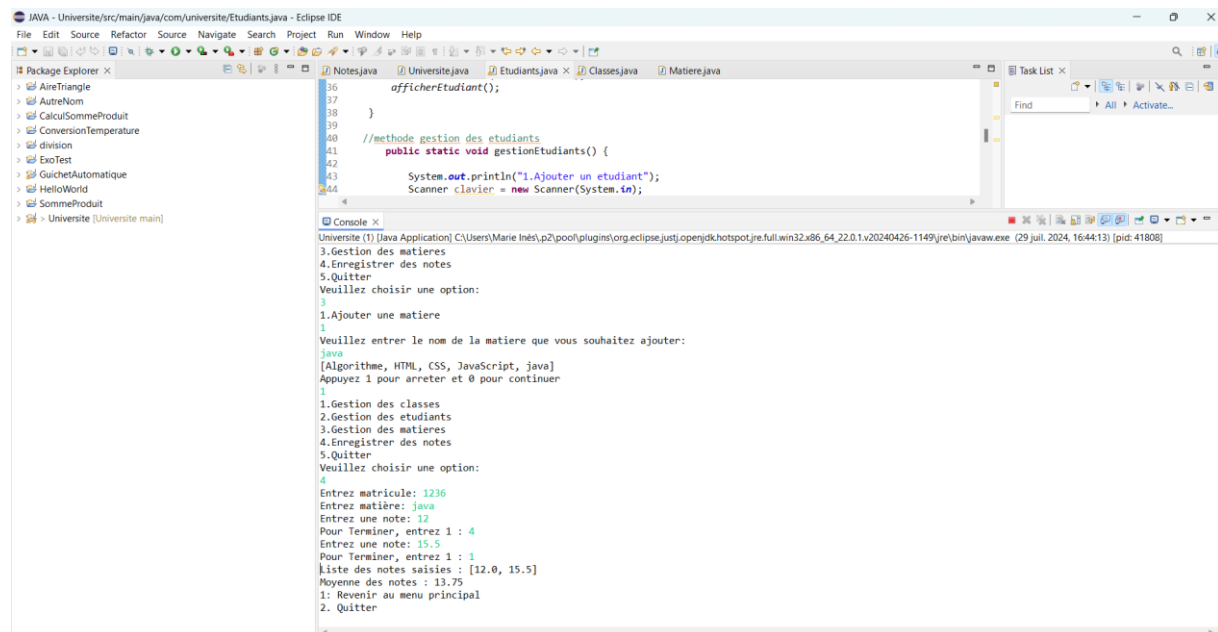 JAVA - Universite/src/main/java/com/universite/Etudiants.java - Eclipse IDE
File Edit Source Refactor Source Navigate Search Project Run Window Help
Package Explorer
AireTriangle
AutreNom
CalculSommeProduit
ConversionTemperature
division
ExoTest
GuichetAutomatique
HelloWorld
SommeProduit
> Universite [Universite main]
Notes.java Universite.java Etudiants.java Classes.java Matiere.java
36 afficherEtudiant();
37
38 }
39
40 //methode gestion des etudiants
41 public static void gestionEtudiants() {
42
43 System.out.println("1.Ajouter un etudiant");
44 Scanner clavier = new Scanner(System.in);
Task List
Find All Activate...
Console
Universite (1) [Java Application] C:\Users\Marie Inès\.p2\pool\plugins\org.eclipse.justj.openjdk.hotspot.jre.full.win32.x86_64_22.0.1.v20240426-1149\jre\bin\javaw.exe (29 juil. 2024, 16:44:13) [pid: 41808]
3.Gestion des matieres
4.Enregistrer des notes
5.Quitter
Veuillez choisir une option:
3
1.Ajouter une matiere
1
Veuillez entrer le nom de la matiere que vous souhaitez ajouter:
java
[Algorithme, HTML, CSS, JavaScript, java]
Appuyez 1 pour arreter et 0 pour continuer
1
1.Gestion des classes
2.Gestion des etudiants
3.Gestion des matieres
4.Enregistrer des notes
5.Quitter
Veuillez choisir une option:
4
Entrez matricule: 1236
Entrez matière: java
Entrez une note: 12
Pour Terminer, entrez 1 : 4
Entrez une note: 15.5
Pour Terminer, entrez 1 : 1
Liste des notes saisies : [12.0, 15.5]
Moyenne des notes : 13.75
1: Revenir au menu principal
2. Quitter